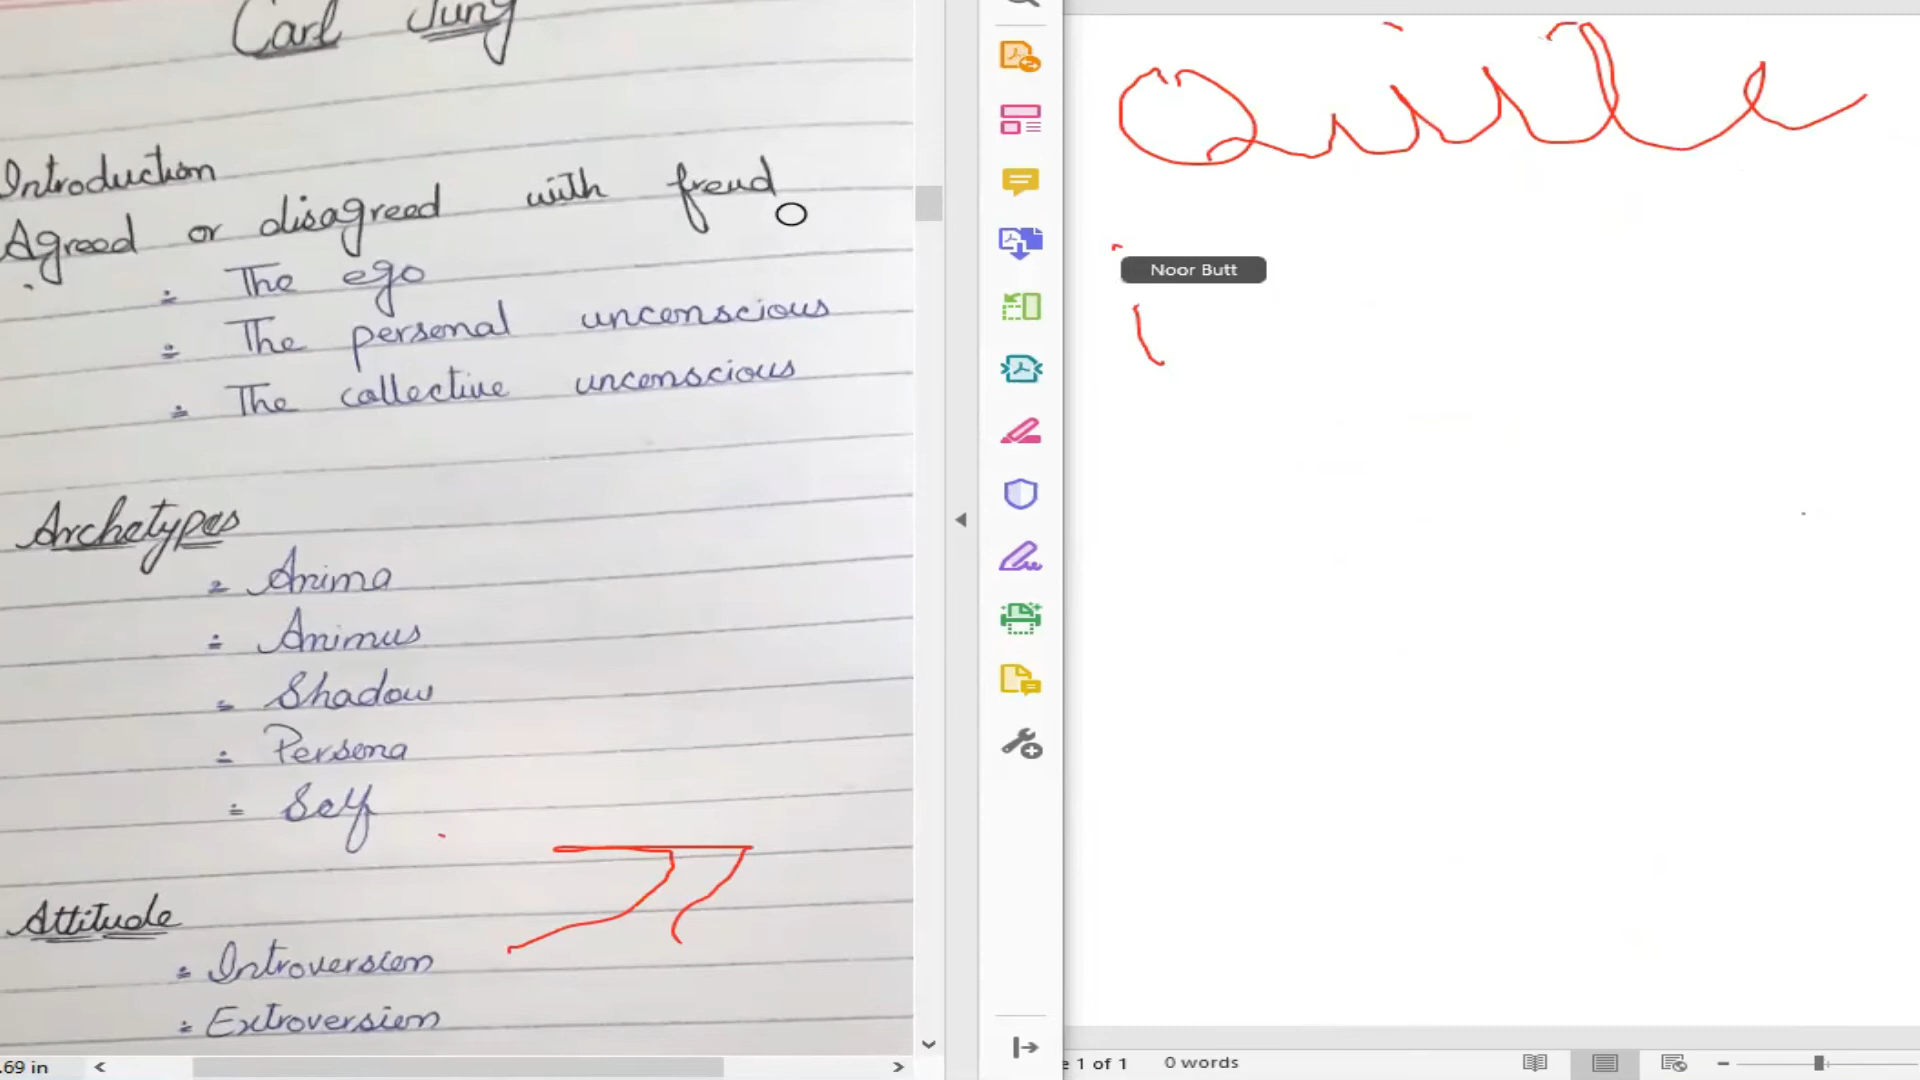 Carl Jung
Introduction
Agreed or disagreed with freud
= The ego
= The personal unconscious
= The collective unconscious
Archetypes
= Anima
= Animus
= Shadow
= Persona
= Self
Attitude
= Introversion
= Extroversion
.69 in
Noor Butt
1 of 1 0 words